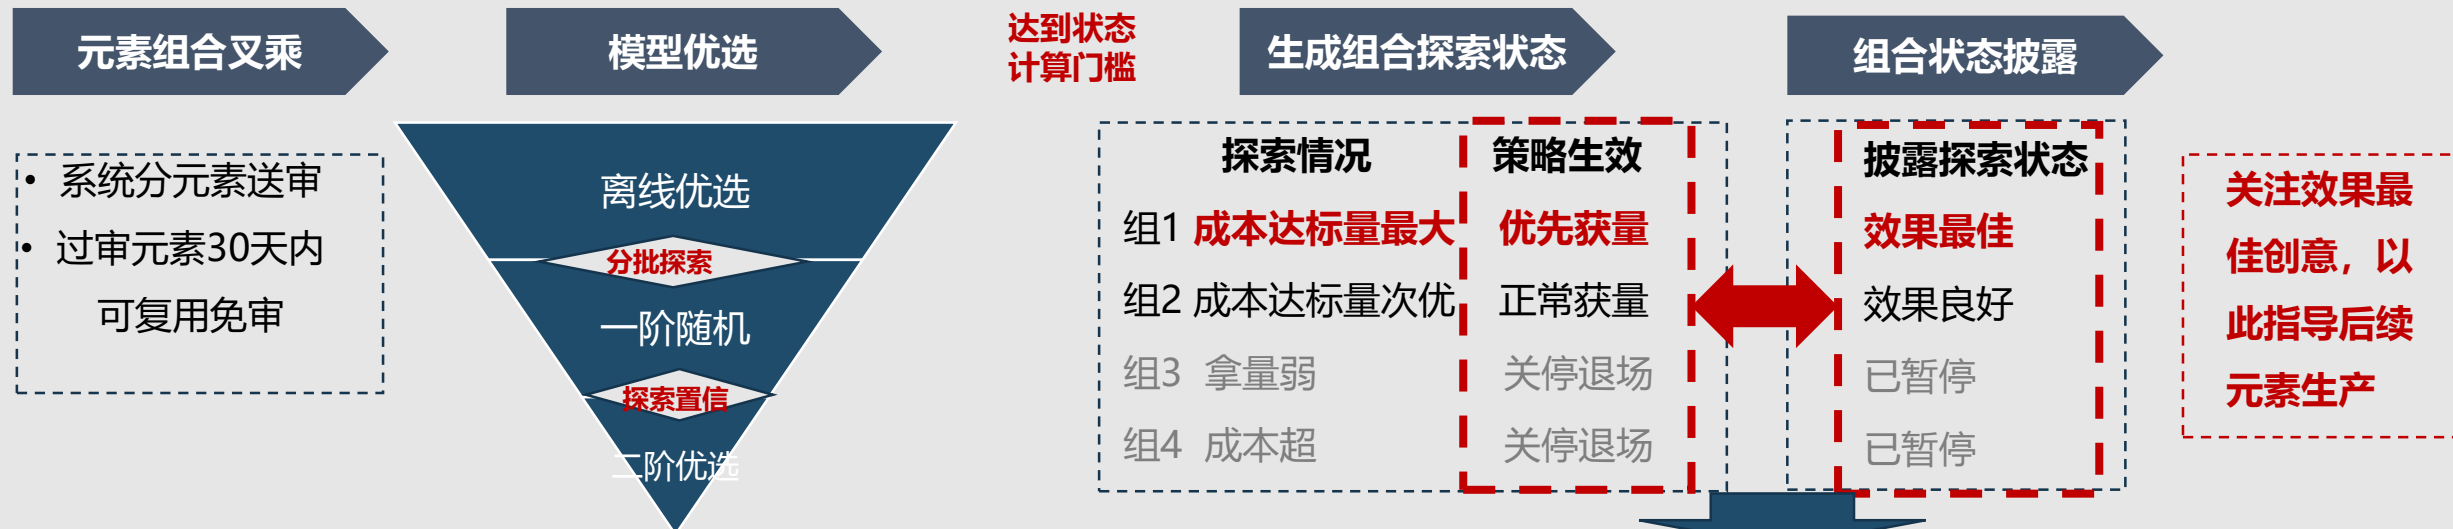 元素组合叉乘
模型优选
达到状态
计算门槛
生成组合探索状态
组合状态披露
• 系统分元素送审
• 过审元素30天内
可复用免审
离线优选
分批探索
一阶随机
探索置信
二阶优选
探索情况 策略生效
组1 成本达标量最大 优先获量
组2 成本达标量次优 正常获量
组3 拿量弱 关停退场
组4 成本超 关停退场
披露探索状态
效果最佳
效果良好
已暂停
已暂停
关注效果最
佳创意，以
此指导后续
元素生产